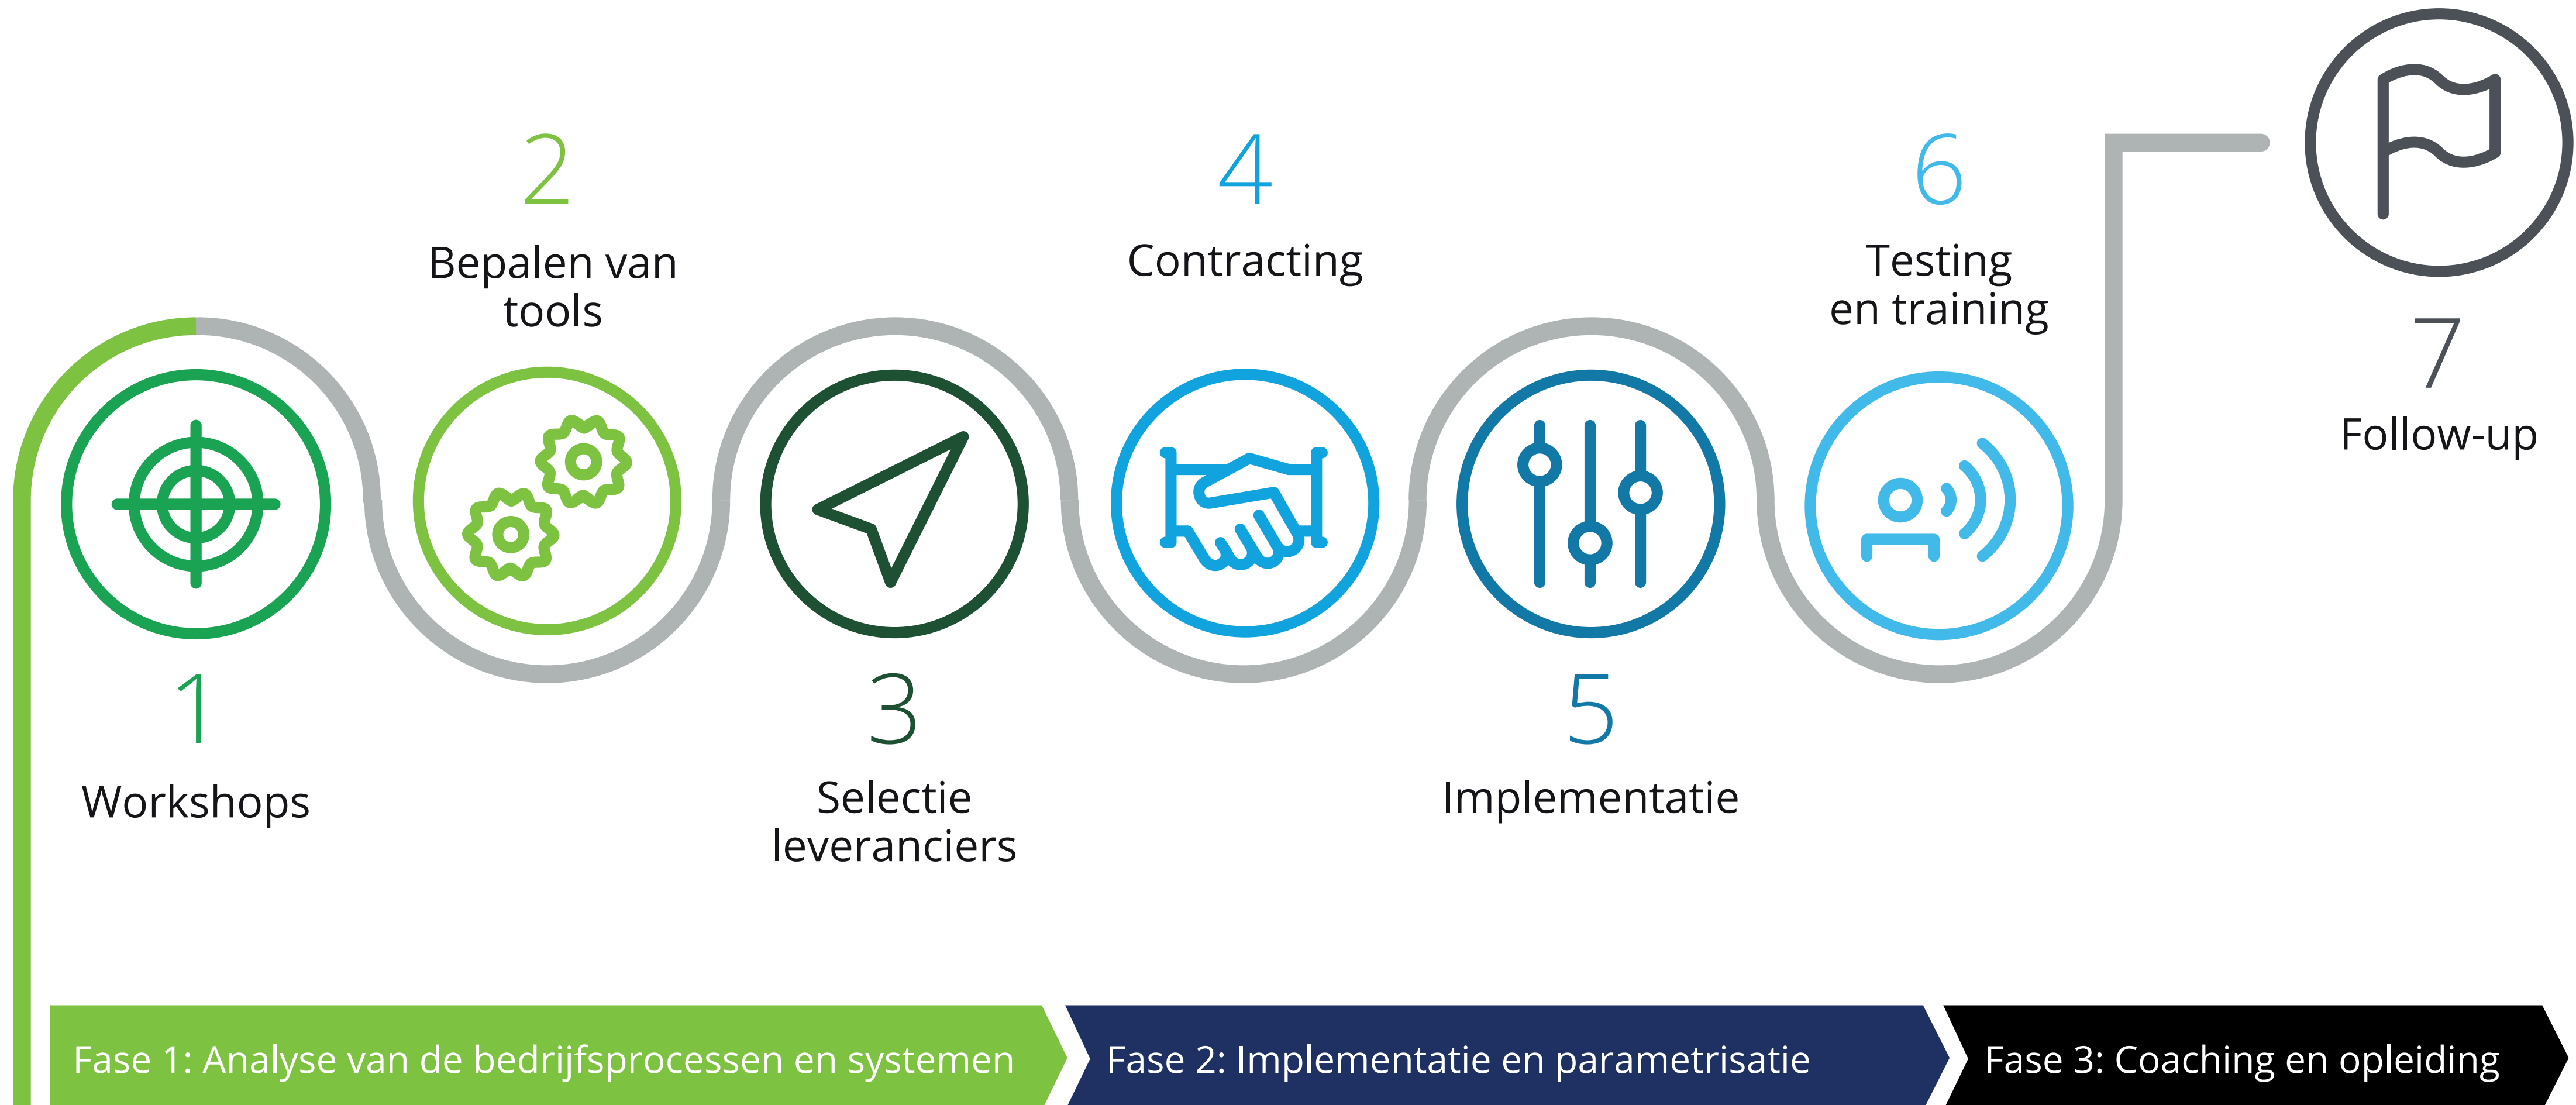 1
Workshops
2
Bepalen van
tools
3
Selectie
leveranciers
4
Contracting
5
Implementatie
6
Testing
en training
7
Follow-up
Fase 1: Analyse van de bedrijfsprocessen en systemen
Fase 2: Implementatie en parametrisatie
Fase 3: Coaching en opleiding